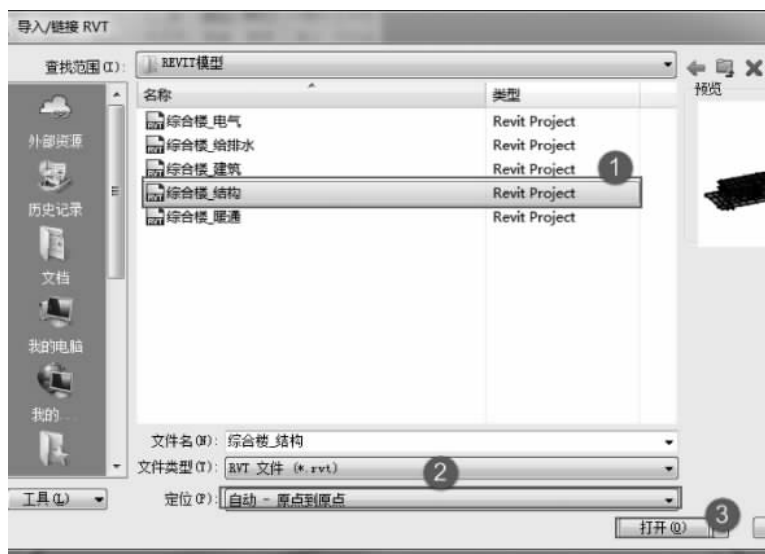 导入/链接 RVT
查找范围(I):
REVIT模型
预览
名称
类型
综合楼_电气
Revit Project
综合楼_给排水
Revit Project
综合楼_建筑
Revit Project
1
综合楼_结构
Revit Project
综合楼_暖通
Revit Project
外部资源
历史记录
文档
我的电脑
我的...
文件名(N):
综合楼_结构
文件类型(T):
RVT 文件 (*.rvt)
2
工具(L)
定位(P):
自动 - 原点到原点
打开(O)
3